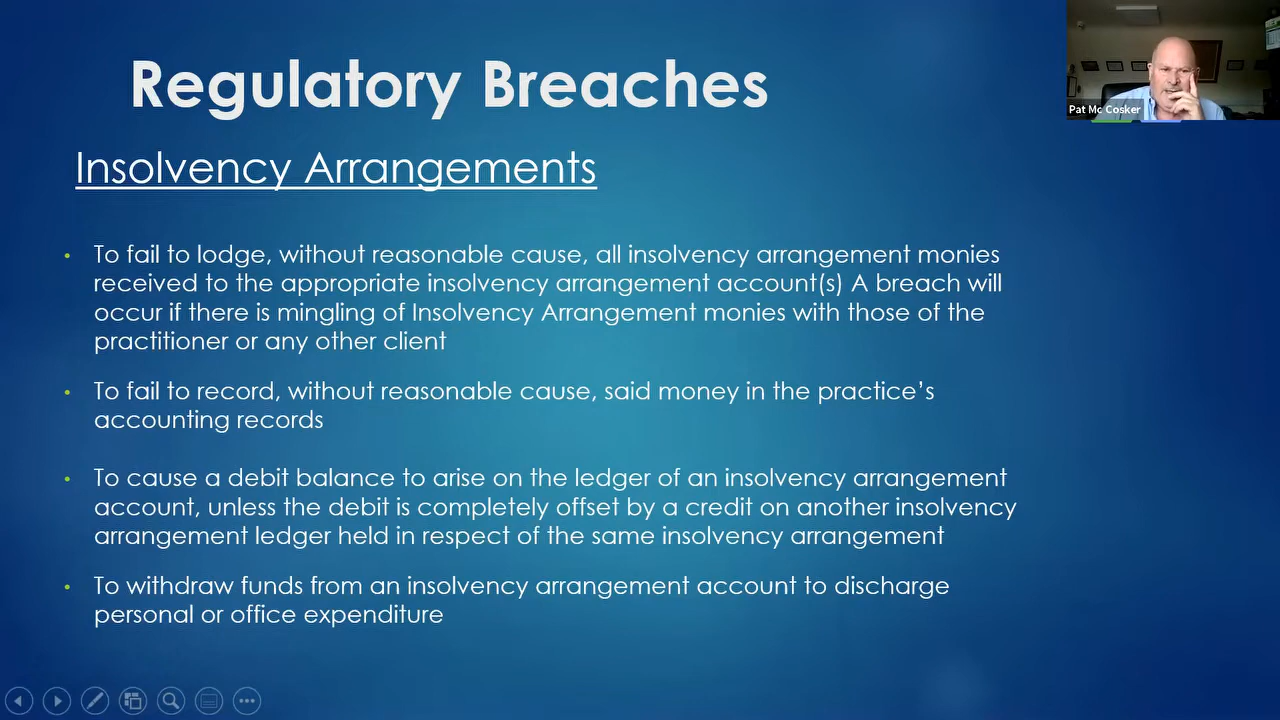 Regulatory Breaches
Pat Mc Cosker
Insolvency Arrangements
• To fail to lodge, without reasonable cause, all insolvency arrangement monies
received to the appropriate insolvency arrangement account(s) A breach will
occur if there is mingling of Insolvency Arrangement monies with those of the
practitioner or any other client
• To fail to record, without reasonable cause, said money in the practice’s
accounting records
• To cause a debit balance to arise on the ledger of an insolvency arrangement
account, unless the debit is completely offset by a credit on another insolvency
arrangement ledger held in respect of the same insolvency arrangement
• To withdraw funds from an insolvency arrangement account to discharge
personal or office expenditure